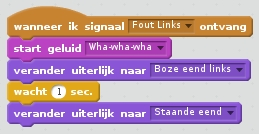 wanneer ik signaal Fout Links ontvang
start geluid Wha-wha-wha
verander uiterlijk naar Boze eend links
wacht 1 sec.
verander uiterlijk naar Staande eend